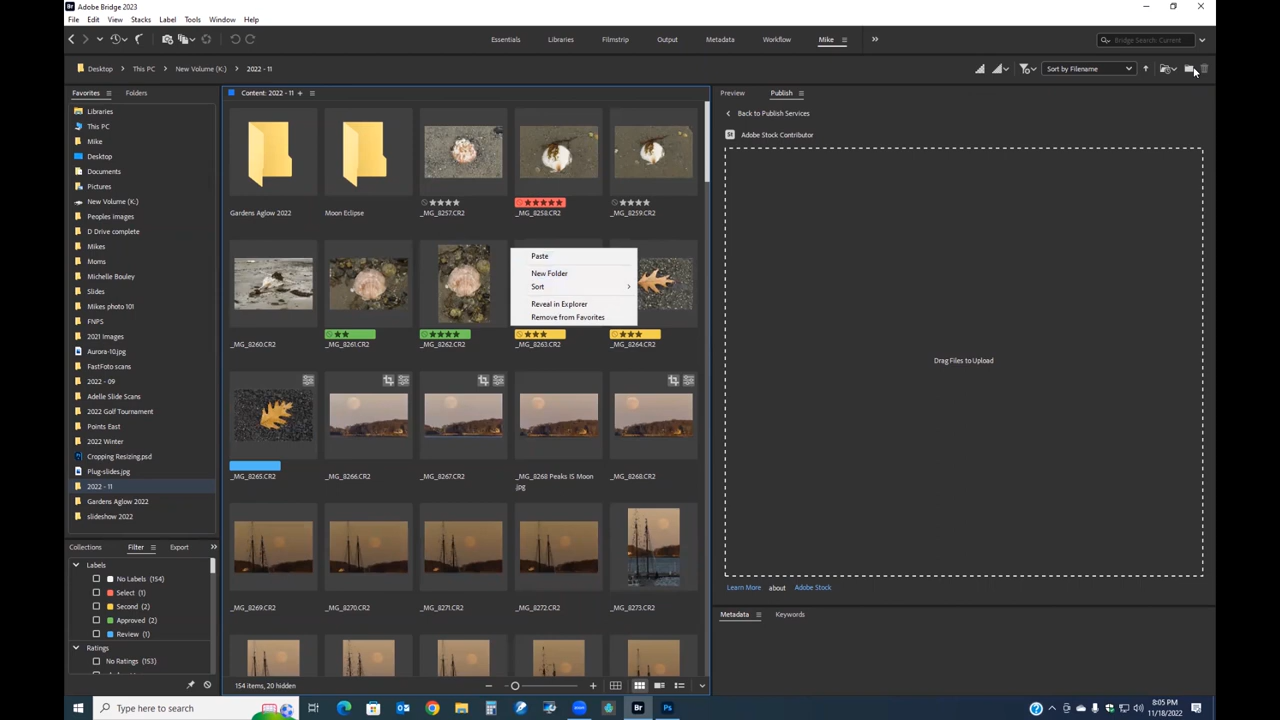 Br Adobe Bridge 2023
File Edit View Stacks Label Tools Window Help
Essentials Libraries Filmstrip Output Metadata Workflow Mike
Bridge Search: Current
Desktop This PC New Volume (K:) 2022 - 11
Sort by Filename
Favorites Folders
Content: 2022 - 11
Preview Publish
Libraries
This PC
Mike
Desktop
Documents
Pictures
New Volume (K:)
Peoples images
D Drive complete
Mikes
Moms
Michelle Bouley
Slides
Mikes photo 101
FNPS
2021 Images
Aurora-10.jpg
FastFoto scans
2022 - 09
Adelle Slide Scans
2022 Golf Tournament
Points East
2022 Winter
Cropping Resizing.psd
Plug-slides.jpg
2022 - 11
Gardens Aglow 2022
slideshow 2022
Collections Filter Export
Labels
No Labels (154)
Select (1)
Second (2)
Approved (2)
Review (1)
Ratings
No Ratings (153)
Gardens Aglow 2022
Moon Eclipse
_MG_8257.CR2
_MG_8258.CR2
_MG_8259.CR2
_MG_8260.CR2
_MG_8261.CR2
_MG_8262.CR2
_MG_8263.CR2
_MG_8264.CR2
Paste
New Folder
Sort
Reveal in Explorer
Remove from Favorites
_MG_8265.CR2
_MG_8266.CR2
_MG_8267.CR2
_MG_8268 Peaks IS Moon
.jpg
_MG_8268.CR2
_MG_8269.CR2
_MG_8270.CR2
_MG_8271.CR2
_MG_8272.CR2
_MG_8273.CR2
154 items, 20 hidden
Back to Publish Services
St Adobe Stock Contributor
Drag Files to Upload
Learn More about Adobe Stock
Metadata Keywords
Type here to search
Br
Ps
8:05 PM
11/18/2022